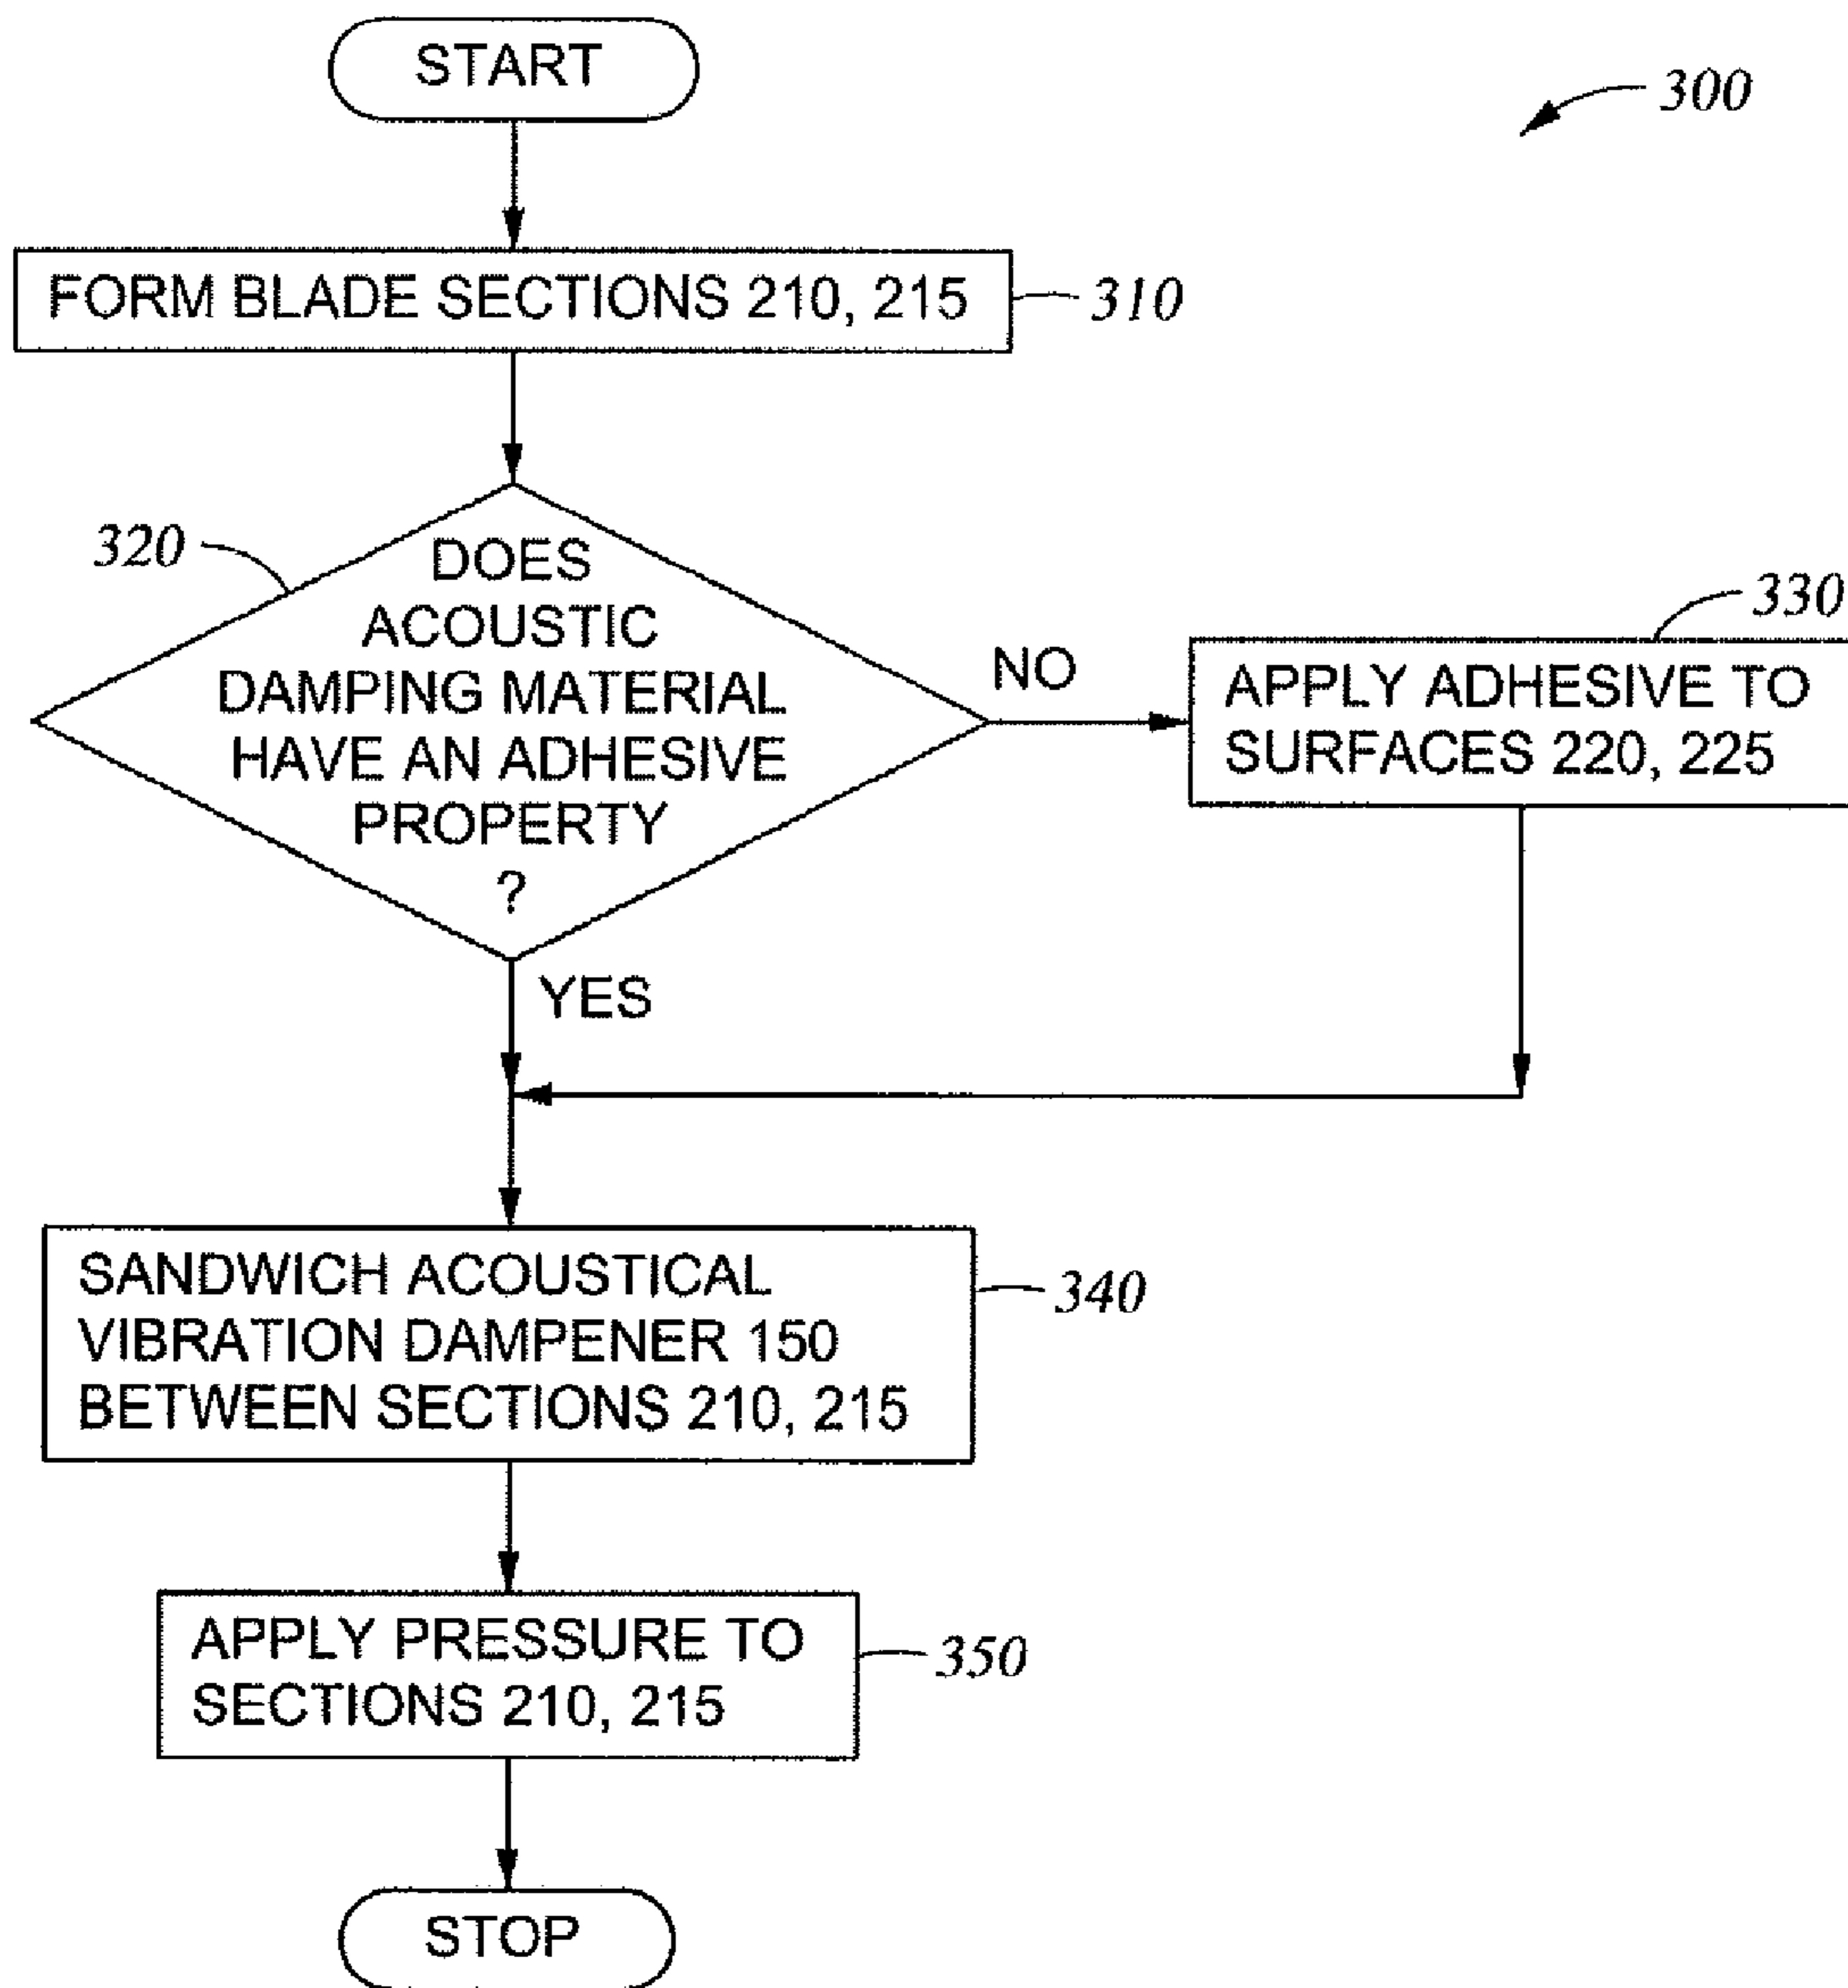 START
300
FORM BLADE SECTIONS 210, 215
310
320
DOES
ACOUSTIC
DAMPING MATERIAL
HAVE AN ADHESIVE
PROPERTY
?
NO
330
APPLY ADHESIVE TO
SURFACES 220, 225
YES
SANDWICH ACOUSTICAL
VIBRATION DAMPENER 150
BETWEEN SECTIONS 210, 215
340
APPLY PRESSURE TO
SECTIONS 210, 215
350
STOP